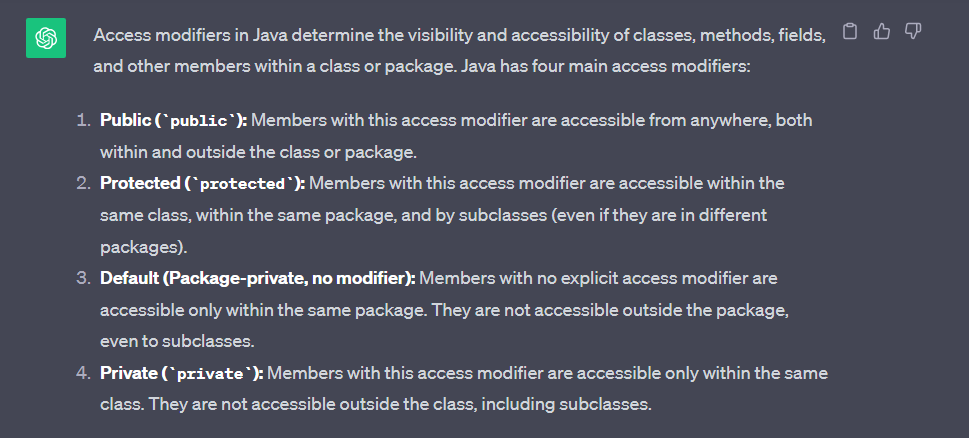 Access modifiers in Java determine the visibility and accessibility of classes, methods, fields,
and other members within a class or package. Java has four main access modifiers:
1. Public (`public`): Members with this access modifier are accessible from anywhere, both
within and outside the class or package.
2. Protected (`protected`): Members with this access modifier are accessible within the
same class, within the same package, and by subclasses (even if they are in different
packages).
3. Default (Package-private, no modifier): Members with no explicit access modifier are
accessible only within the same package. They are not accessible outside the package,
even to subclasses.
4. Private (`private`): Members with this access modifier are accessible only within the same
class. They are not accessible outside the class, including subclasses.